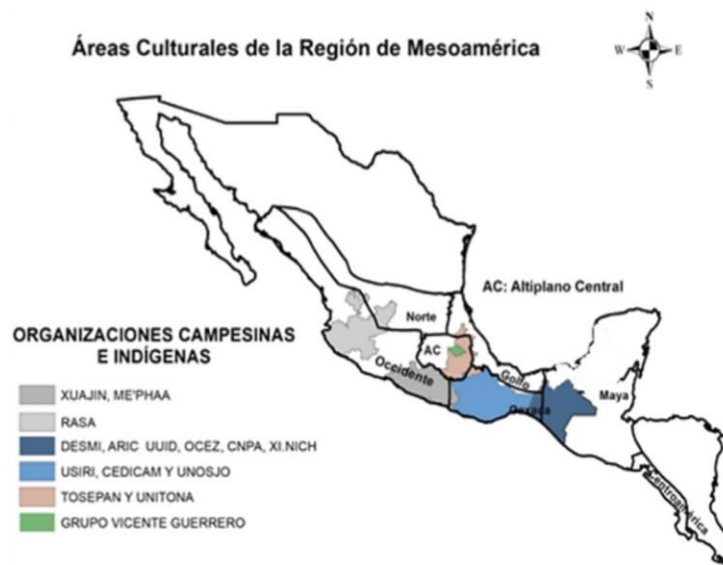 Áreas Culturales de la Región de Mesoamérica
N
W
E
S
AC: Altiplano Central
Norte
AC
Occidente
Golfo
Oaxaca
Maya
Centroamérica
ORGANIZACIONES CAMPESINAS
E INDÍGENAS
XUAJIN, ME'PHAA
RASA
DESMI, ARIC UUID, OCEZ, CNPA, XI.NICH
USIRI, CEDICAM Y UNOSJO
TOSEPAN Y UNITONA
GRUPO VICENTE GUERRERO